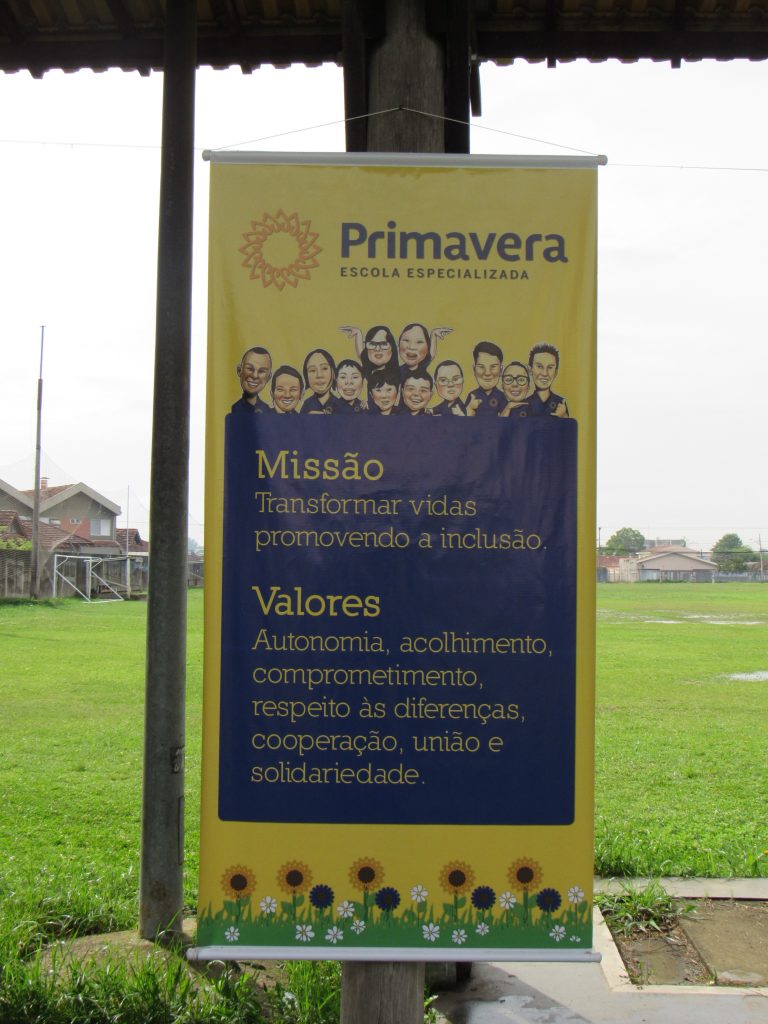 Primavera
ESCOLA ESPECIALIZADA
Missão
Transformar vidas
promovendo a inclusão.
Valores
Autonomia, acolhimento,
comprometimento,
respeito às diferenças,
cooperação, união e
solidariedade.